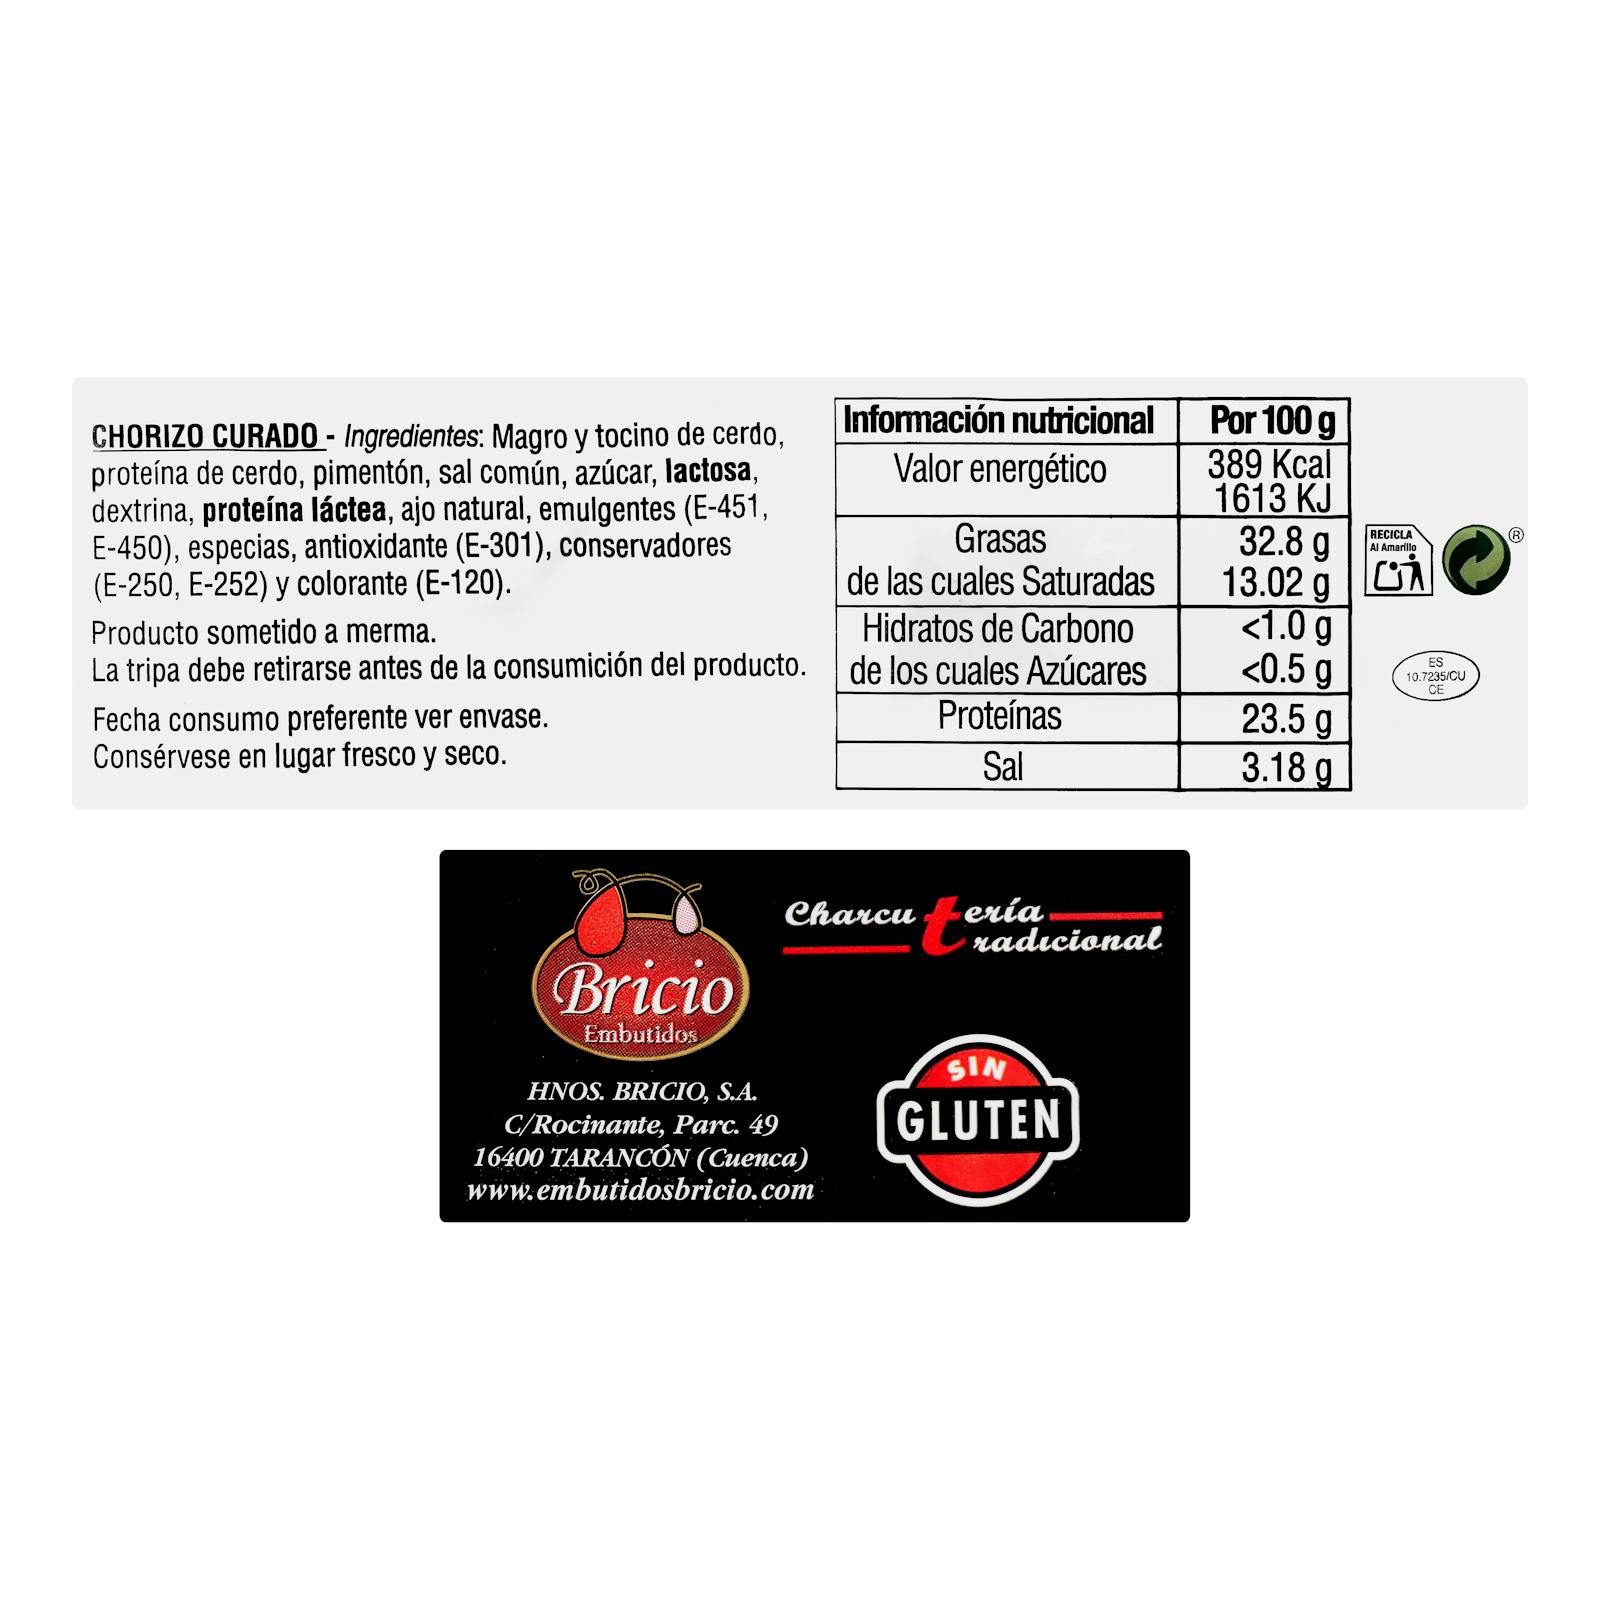 CHORIZO CURADO - Ingredientes: Magro y tocino de cerdo,
proteína de cerdo, pimentón, sal común, azúcar, lactosa,
dextrina, proteína láctea, ajo natural, emulgentes (E-451,
E-450), especias, antioxidante (E-301), conservadores
(E-250, E-252) y colorante (E-120).
Producto sometido a merma.
La tripa debe retirarse antes de la consumición del producto.
Fecha consumo preferente ver envase.
Consérvese en lugar fresco y seco.
Información nutricional Por 100 g
Valor energético 389 Kcal
1613 KJ
Grasas 32.8 g
de las cuales Saturadas 13.02 g
Hidratos de Carbono <1.0 g
de los cuales Azúcares <0.5 g
Proteínas 23.5 g
Sal 3.18 g
RECICLA
Al Amarillo
®
ES
10.7235/CU
CE
Bricio
Embutidos
HNOS. BRICIO, S.A.
C/Rocinante, Parc. 49
16400 TARANCÓN (Cuenca)
www.embutidosbricio.com
Charcutería
tradicional
SIN
GLUTEN